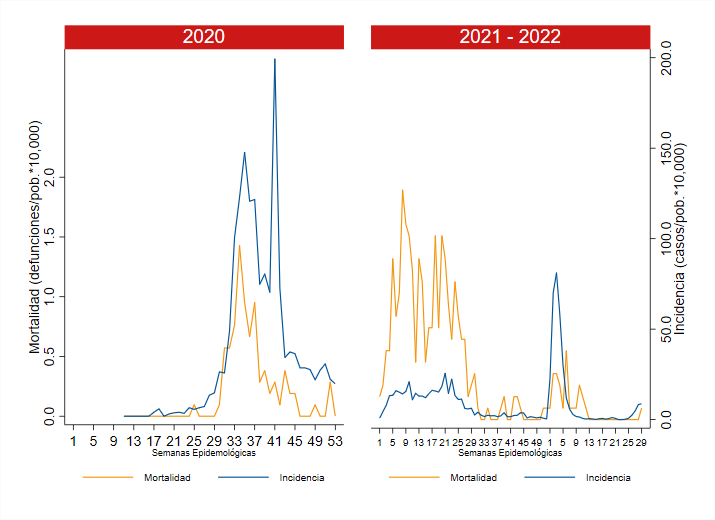 2020
2021 - 2022
Mortalidad (defunciones/pob.*10,000)
0.0 0.5 1.0 1.5 2.0
1 5 9 13 17 21 25 29 33 37 41 45 49 53
Semanas Epidemológicas
Mortalidad Incidencia
1 5 9 13 17 21 25 29 33 37 41 45 49 1 5 9 13 17 21 25 29
Semanas Epidemológicas
Mortalidad Incidencia
0.0 50.0 100.0 150.0 200.0
Incidencia (casos/pob.*10,000)